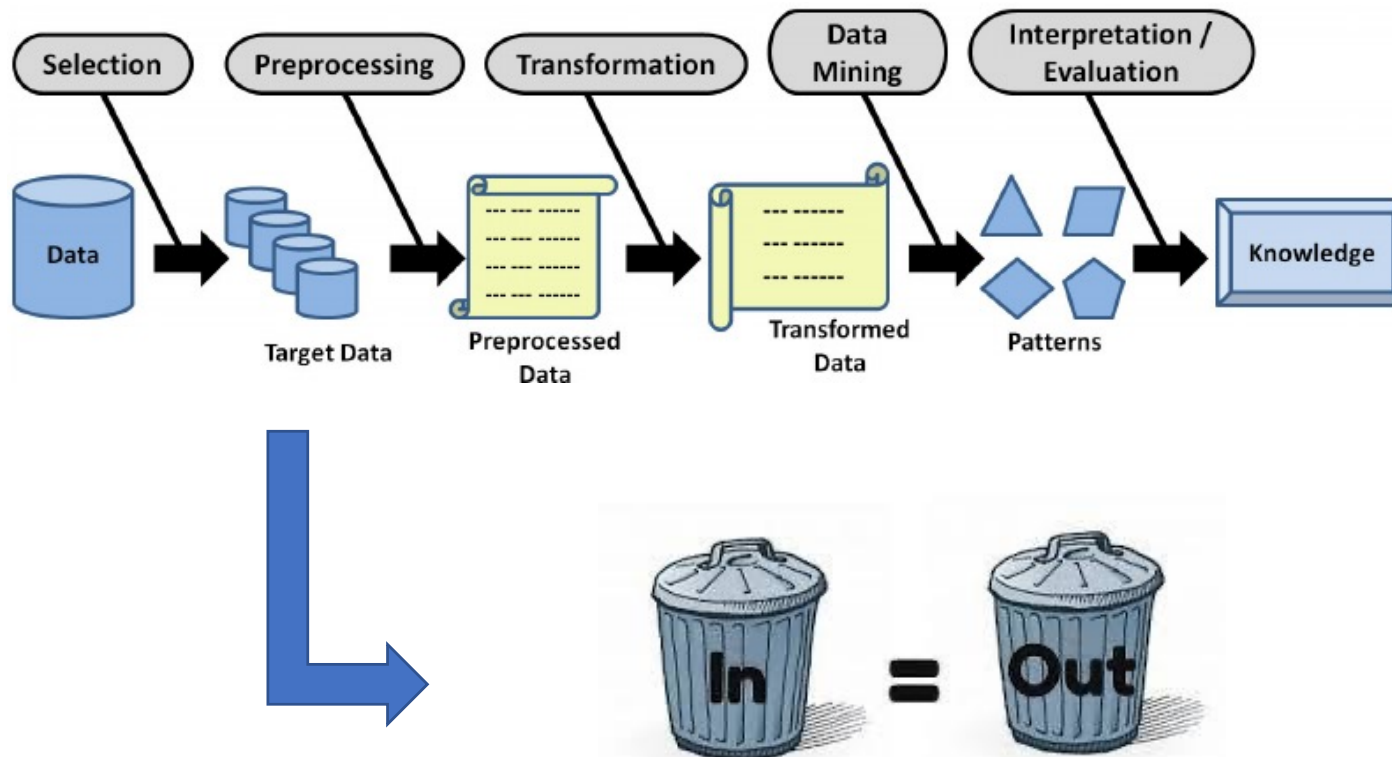 Selection
Preprocessing
Transformation
Data
Mining
Interpretation /
Evaluation
Data
Target Data
--- --- ------
--- --- ------
--- --- ------
--- --- ------
Preprocessed
Data
--- ------
--- ------
--- ------
Transformed
Data
Patterns
Knowledge
In = Out